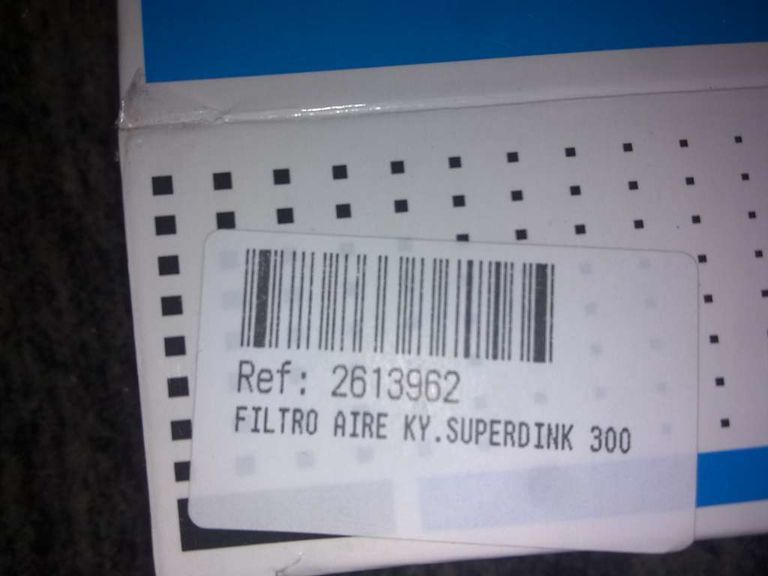 Ref: 2613962
FILTRO AIRE KY.SUPERDINK 300